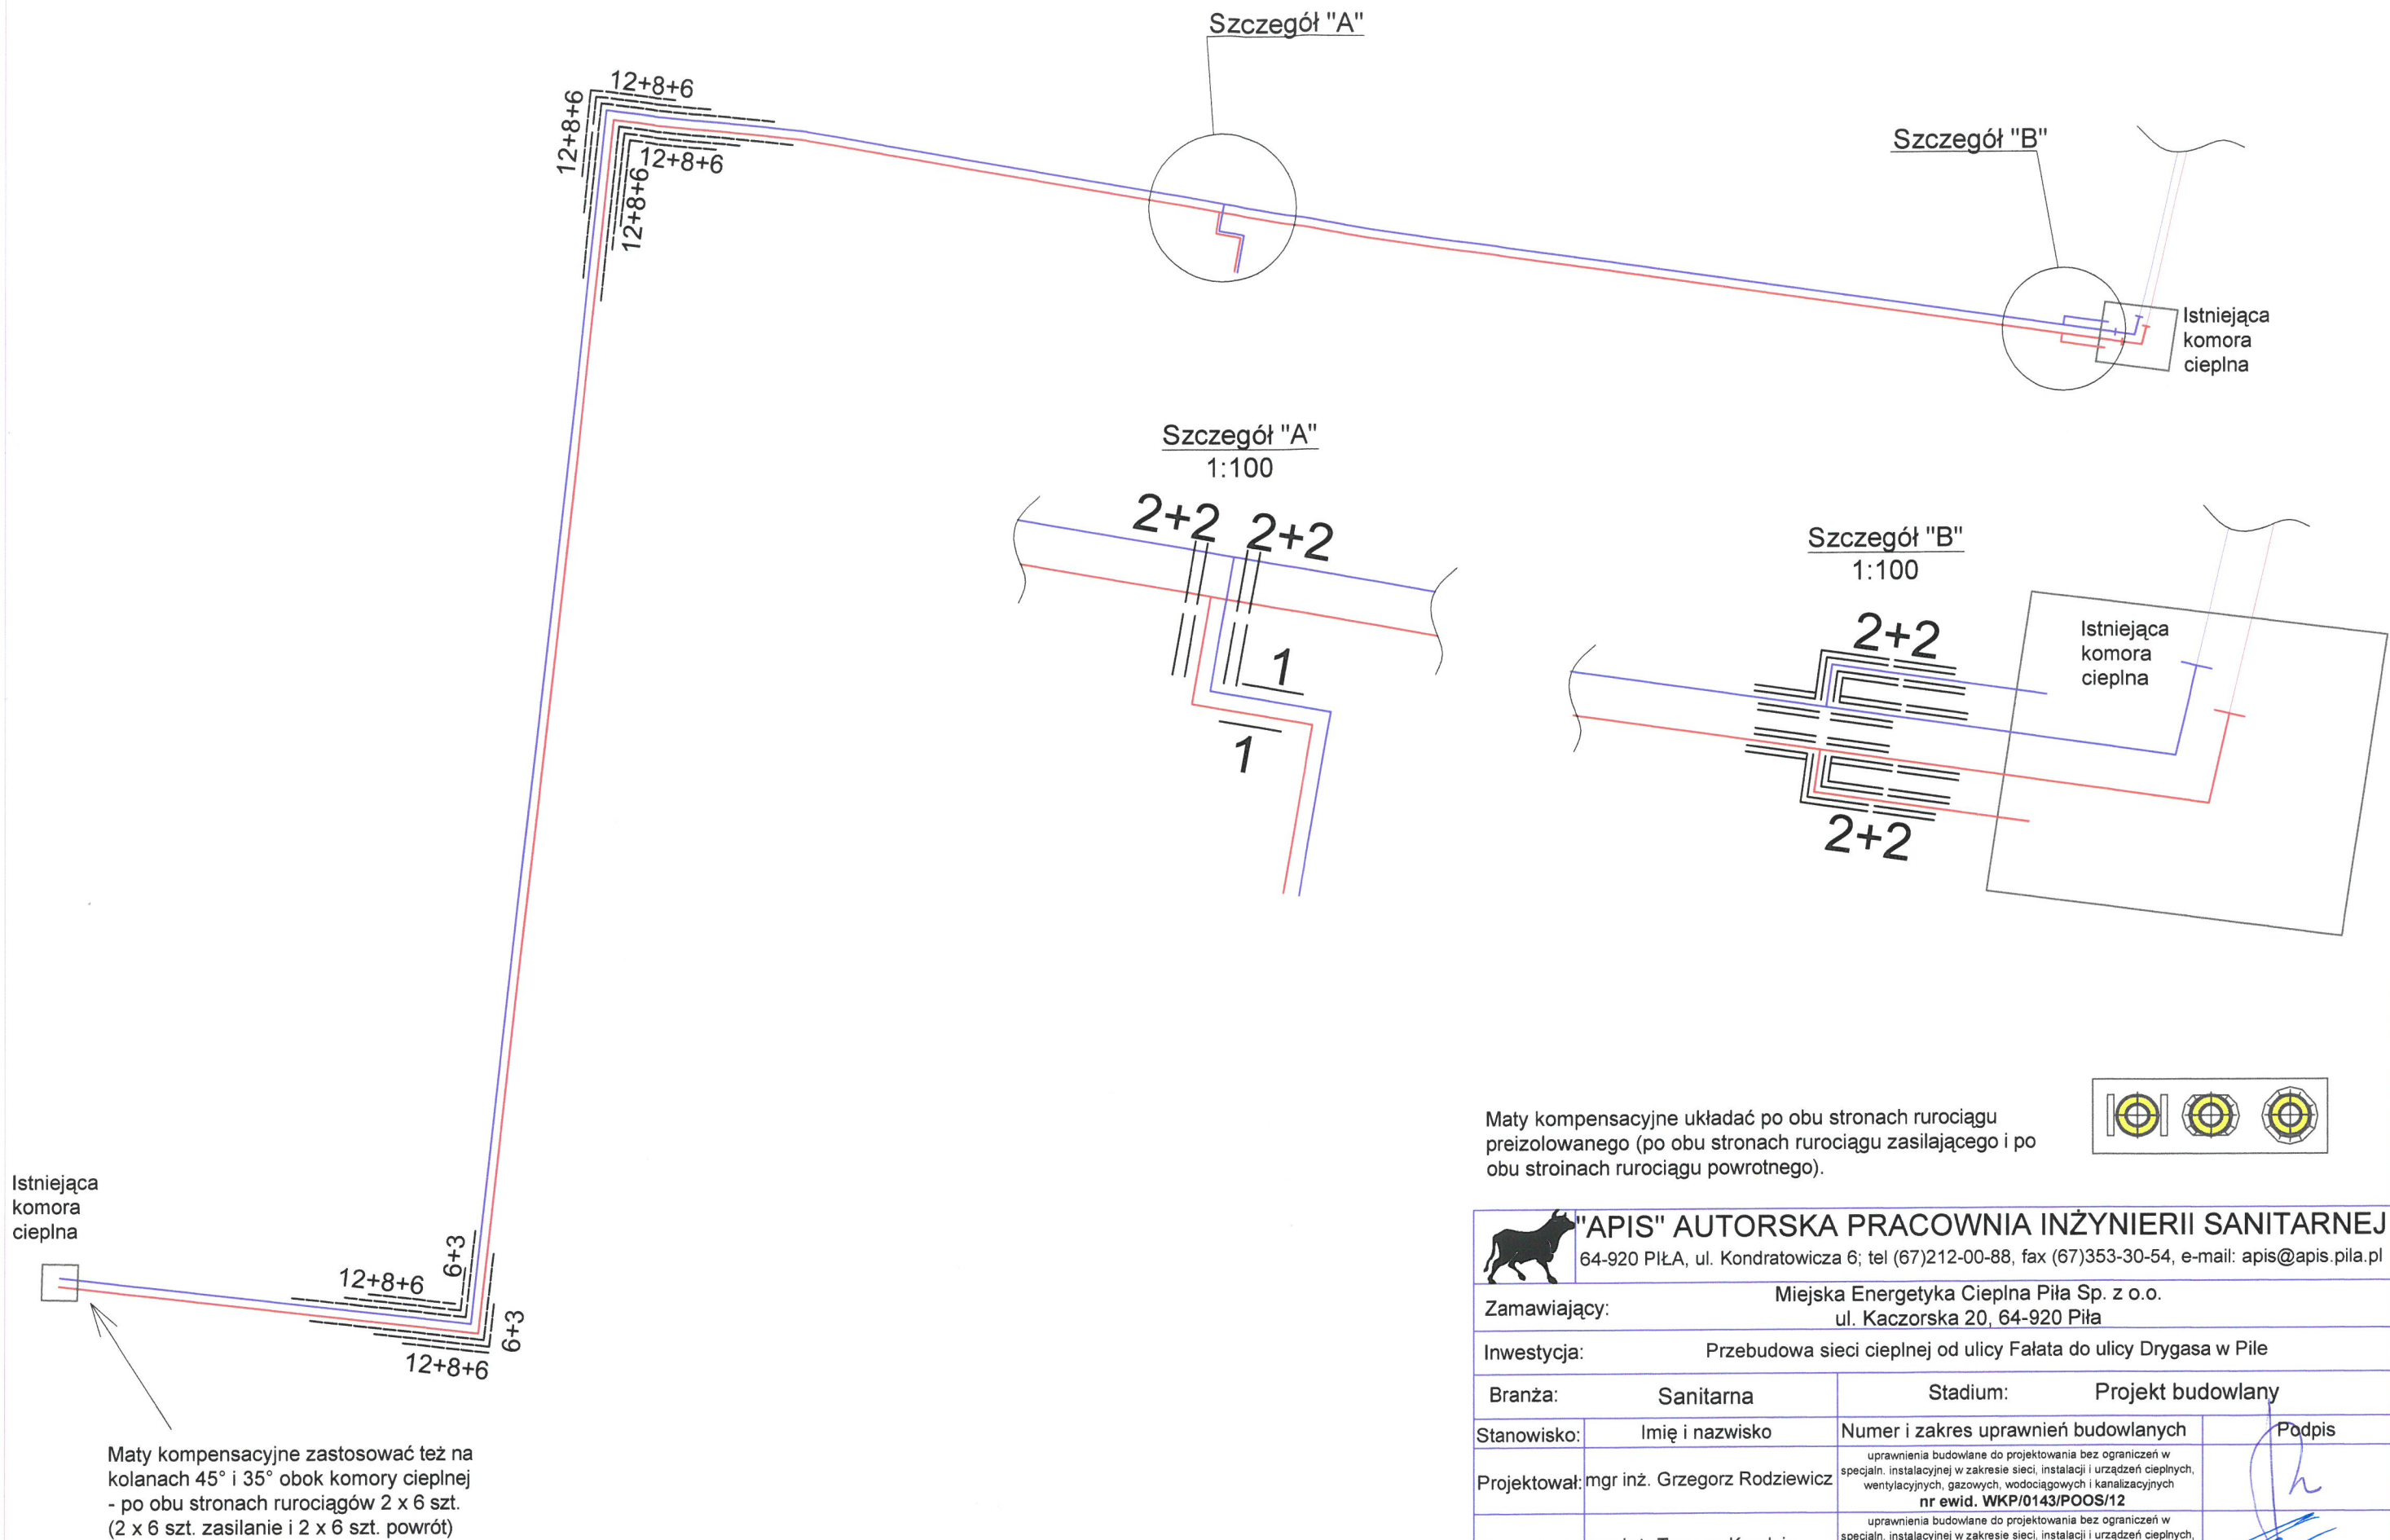 Szczegół "A"
12+8+6
12+8+6
12+8+6
12+8+6
Szczegół "B"
Istniejąca
komora
cieplna
Szczegół "A"
1:100
2+2 2+2
1
1
Szczegół "B"
1:100
2+2
Istniejąca
komora
cieplna
2+2
Maty kompensacyjne układać po obu stronach rurociągu
preizolowanego (po obu stronach rurociągu zasilającego i po
obu stroinach rurociągu powrotnego).
Istniejąca
komora
cieplna
12+8+6
6+3
6+3
12+8+6
Maty kompensacyjne zastosować też na
kolanach 45° i 35° obok komory cieplnej
- po obu stronach rurociągów 2 x 6 szt.
(2 x 6 szt. zasilanie i 2 x 6 szt. powrót)
"APIS" AUTORSKA PRACOWNIA INŻYNIERII SANITARNEJ
64-920 PIŁA, ul. Kondratowicza 6; tel (67)212-00-88, fax (67)353-30-54, e-mail: apis@apis.pila.pl
Zamawiający: Miejska Energetyka Cieplna Piła Sp. z o.o.
ul. Kaczorska 20, 64-920 Piła
Inwestycja: Przebudowa sieci cieplnej od ulicy Fałata do ulicy Drygasa w Pile
Branża: Sanitarna Stadium: Projekt budowlany
Stanowisko: Imię i nazwisko Numer i zakres uprawnień budowlanych Podpis
Projektował: mgr inż. Grzegorz Rodziewicz
uprawnienia budowlane do projektowania bez ograniczeń w
specjaln. instalacyjnej w zakresie sieci, instalacji i urządzeń cieplnych,
wentylacyjnych, gazowych, wodociągowych i kanalizacyjnych
nr ewid. WKP/0143/POOS/12
uprawnienia budowlane do projektowania bez ograniczeń w
specjaln. instalacyjnej w zakresie sieci, instalacji i urządzeń cieplnych,